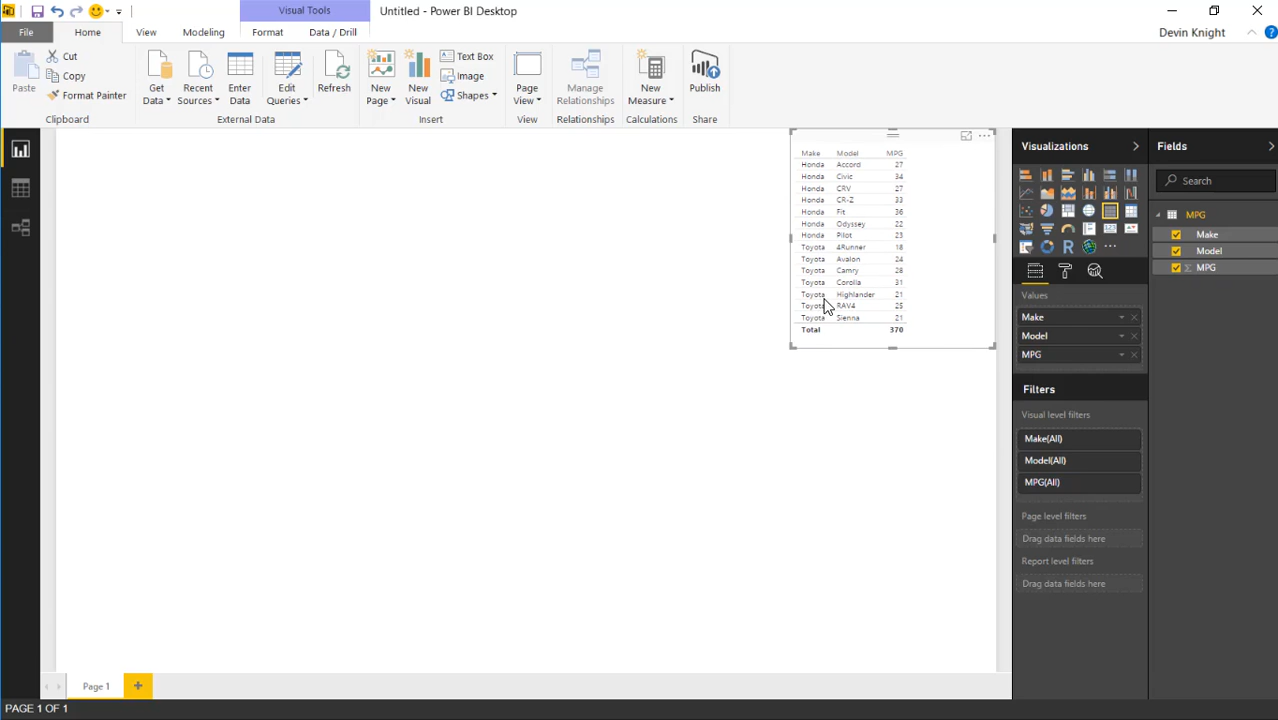 Visual Tools
Untitled - Power BI Desktop
File
Home
View
Modeling
Format
Data / Drill
Devin Knight
?
Paste
Cut
Copy
Format Painter
Clipboard
Get Data
Recent Sources
Enter Data
Edit Queries
Refresh
External Data
New Page
New Visual
Text Box
Image
Shapes
Insert
Page View
View
Manage Relationships
Relationships
New Measure
Calculations
Publish
Share
Make Model MPG
Honda Accord 27
Honda Civic 34
Honda CRV 27
Honda CR-Z 33
Honda Fit 36
Honda Odyssey 22
Honda Pilot 23
Toyota 4Runner 18
Toyota Avalon 24
Toyota Camry 28
Toyota Corolla 31
Toyota Highlander 21
Toyota RAV4 25
Toyota Sienna 21
Total 370
Visualizations
R
Values
Make
Model
MPG
Filters
Visual level filters
Make(All)
Model(All)
MPG(All)
Page level filters
Drag data fields here
Report level filters
Drag data fields here
Fields
Search
MPG
Make
Model
Σ MPG
Page 1
PAGE 1 OF 1